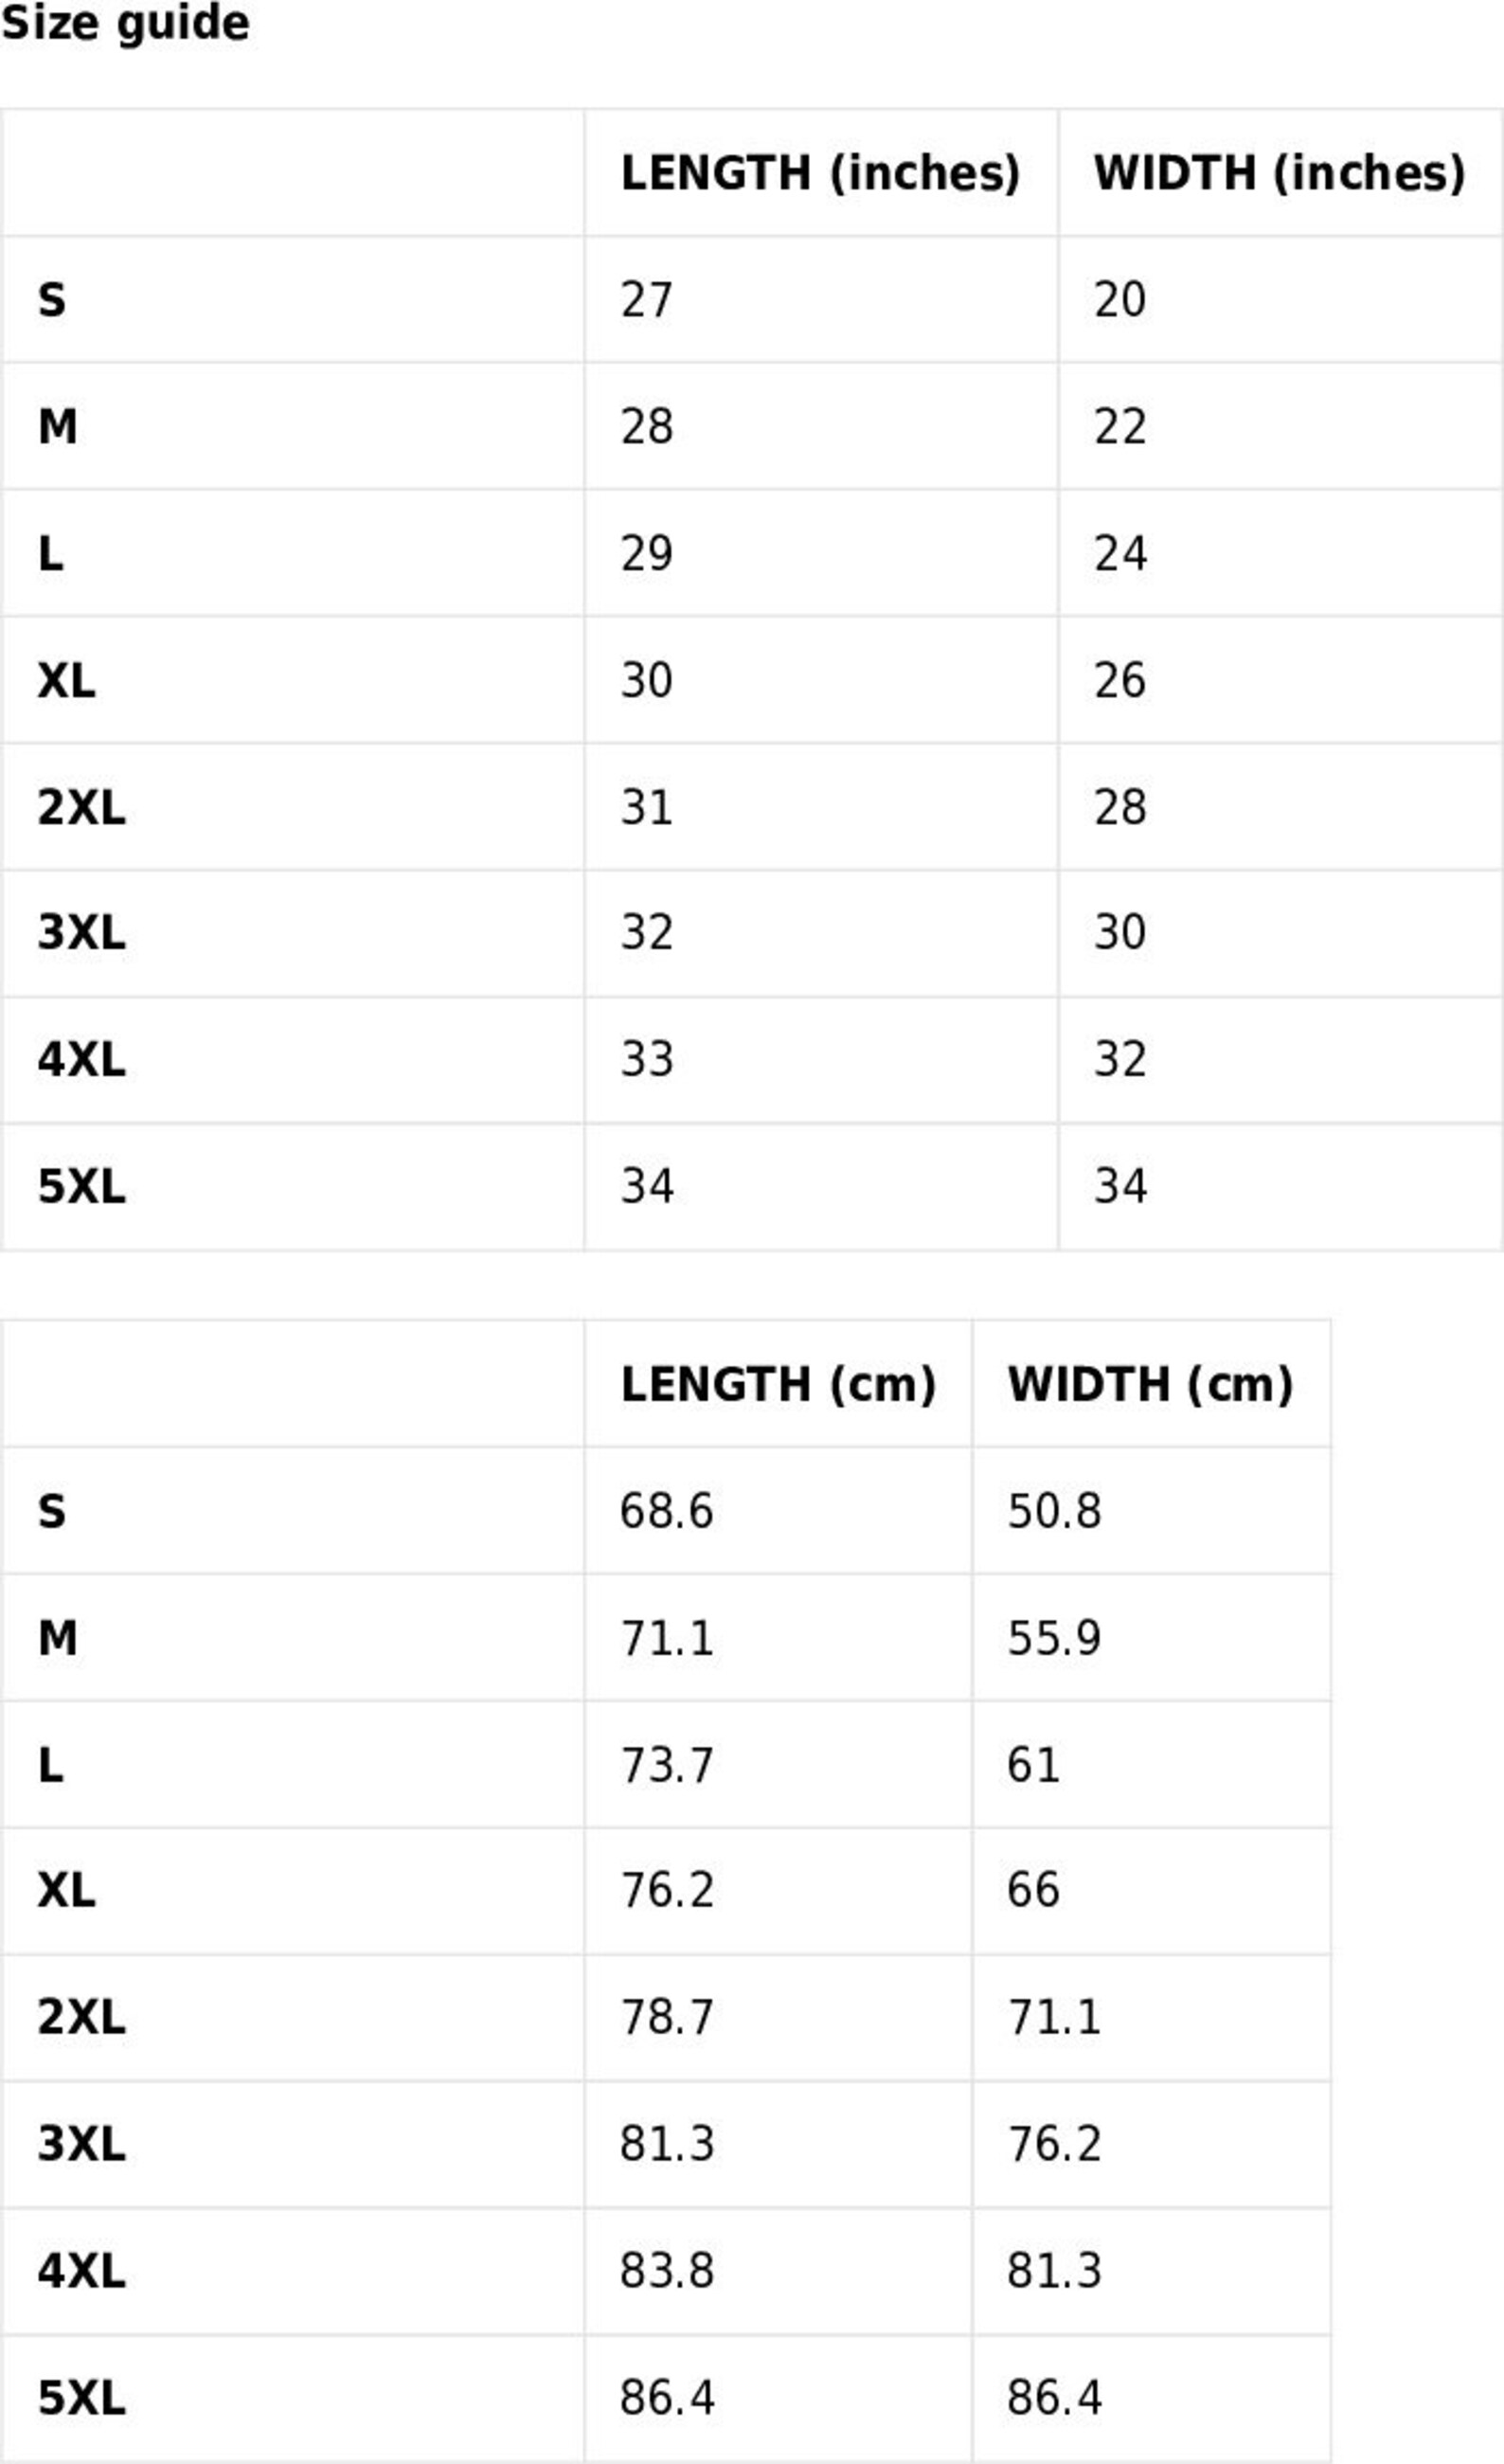 Size guide
LENGTH (inches) WIDTH (inches)
S 27 20
M 28 22
L 29 24
XL 30 26
2XL 31 28
3XL 32 30
4XL 33 32
5XL 34 34
LENGTH (cm) WIDTH (cm)
S 68.6 50.8
M 71.1 55.9
L 73.7 61
XL 76.2 66
2XL 78.7 71.1
3XL 81.3 76.2
4XL 83.8 81.3
5XL 86.4 86.4